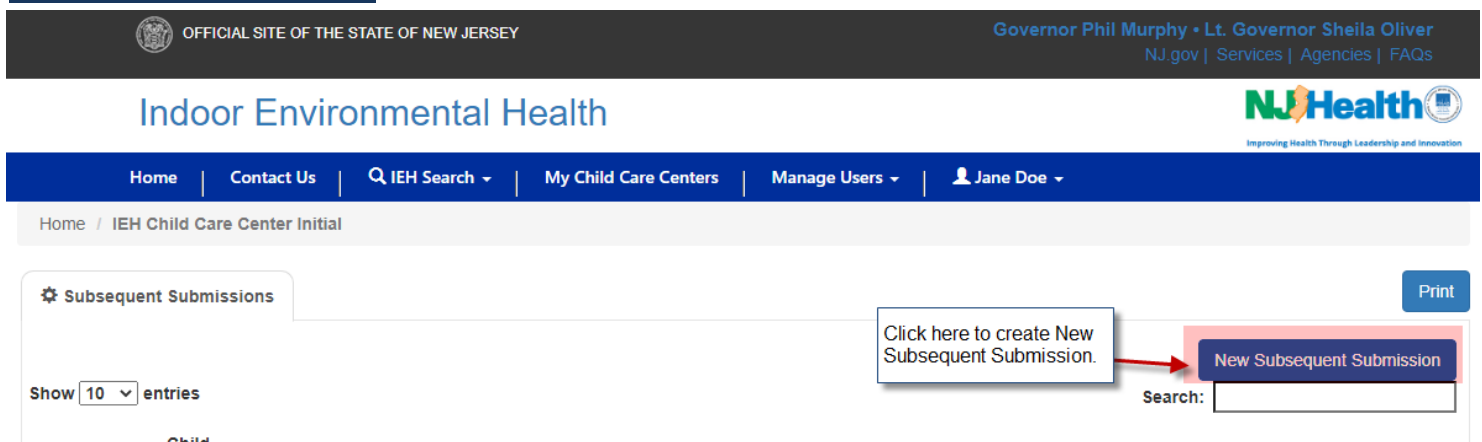 OFFICIAL SITE OF THE STATE OF NEW JERSEY
Governor Phil Murphy • Lt. Governor Sheila Oliver
NJ.gov | Services | Agencies | FAQs
Indoor Environmental Health
NJHealth
Improving Health Through Leadership and Innovation
Home | Contact Us | IEH Search | My Child Care Centers | Manage Users | Jane Doe
Home / IEH Child Care Center Initial
Subsequent Submissions
Print
Click here to create New
Subsequent Submission.
New Subsequent Submission
Show 10 entries
Search:
Child